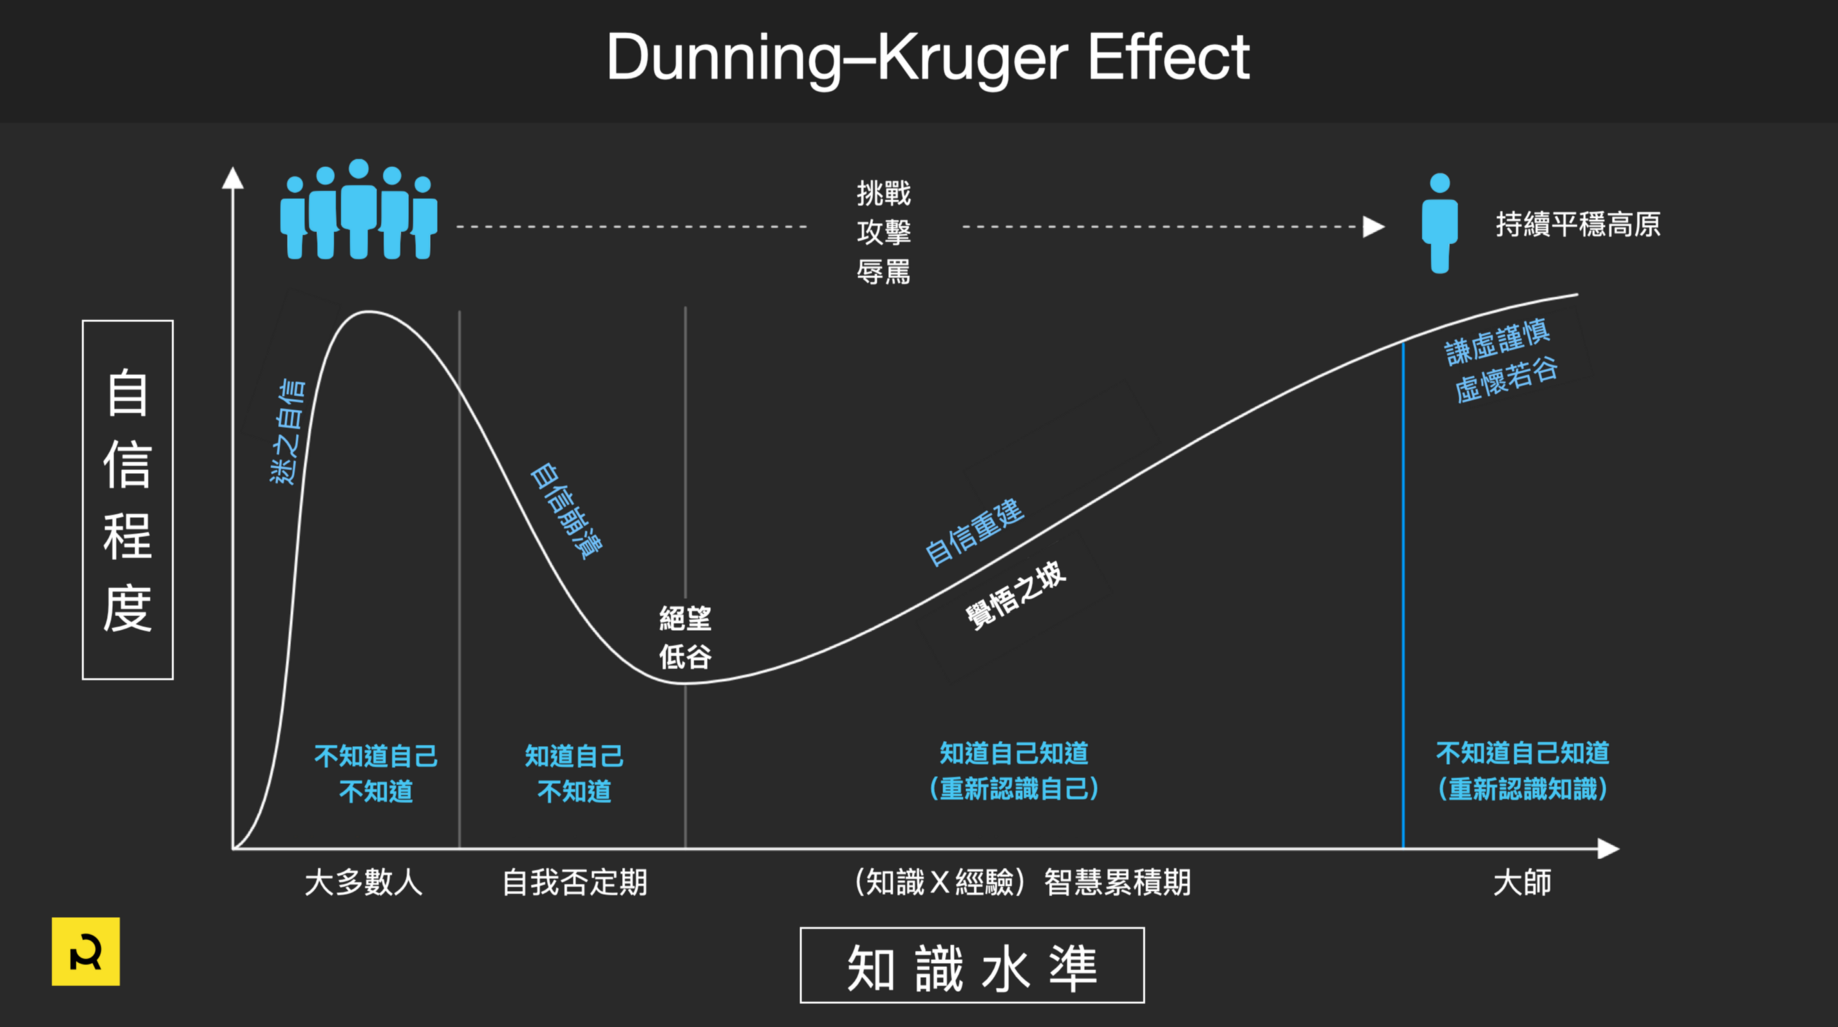 Dunning–Kruger Effect
挑戰
攻擊
辱罵
持續平穩高原
自信程度
迷之自信
自信崩潰
絕望
低谷
自信重建
覺悟之坡
謙虛謹慎
虛懷若谷
不知道自己
不知道
知道自己
不知道
知道自己知道
（重新認識自己）
不知道自己知道
（重新認識知識）
大多數人
自我否定期
（知識 X 經驗）智慧累積期
大師
知識水準